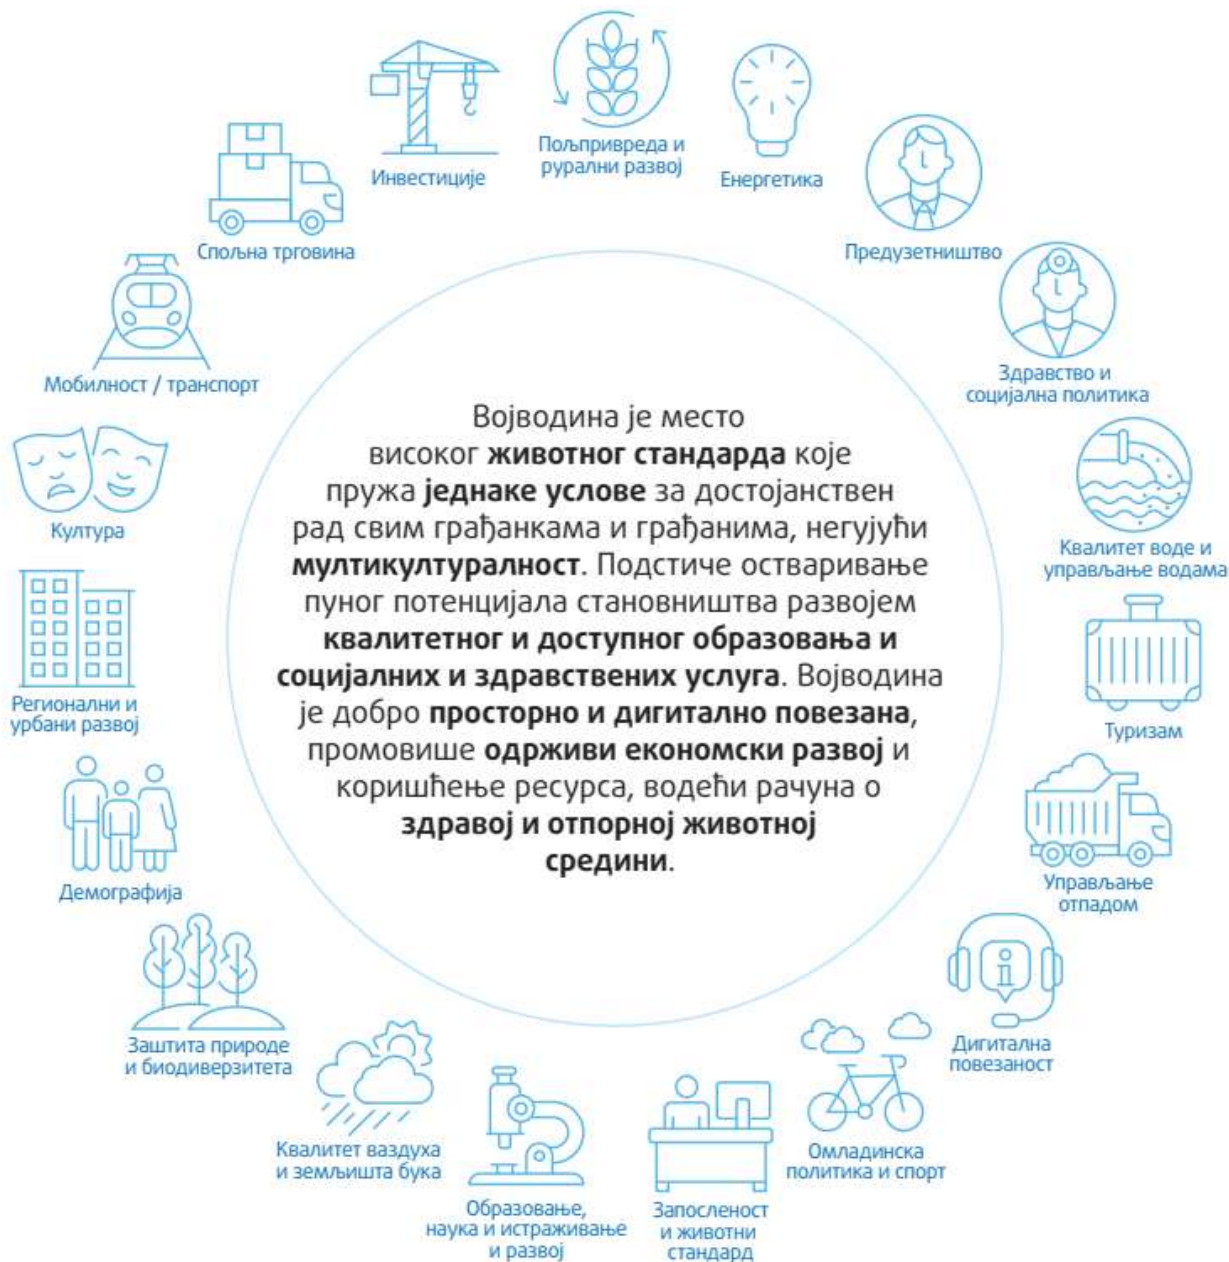 Пољпривреда и
рурални развој
Енергетика
Предузетништво
Здравство и
социјална политика
Квалитет воде и
управљање водама
Туризам
Управљање
отпадом
Дигитална
повезаност
Омладинска
политика и спорт
Запосленост
и животни
стандард
Образовање,
наука и истраживање
и развој
Квалитет ваздуха
и земљишта бука
Заштита природе
и биодиверзитета
Демографија
Регионални и
урбани развој
Култура
Мобилност / транспорт
Спољна трговина
Инвестиције
Војводина је место
високог животног стандарда које
пружа једнаке услове за достојанствен
рад свим грађанкама и грађанима, негујући
мултикултуралност. Подстиче остваривање
пуног потенцијала становништва развојем
квалитетног и доступног образовања и
социјалних и здравствених услуга. Војводина
је добро просторно и дигитално повезана,
промовише одрживи економски развој и
коришћење ресурса, водећи рачуна о
здравој и отпорној животној
средини.
i